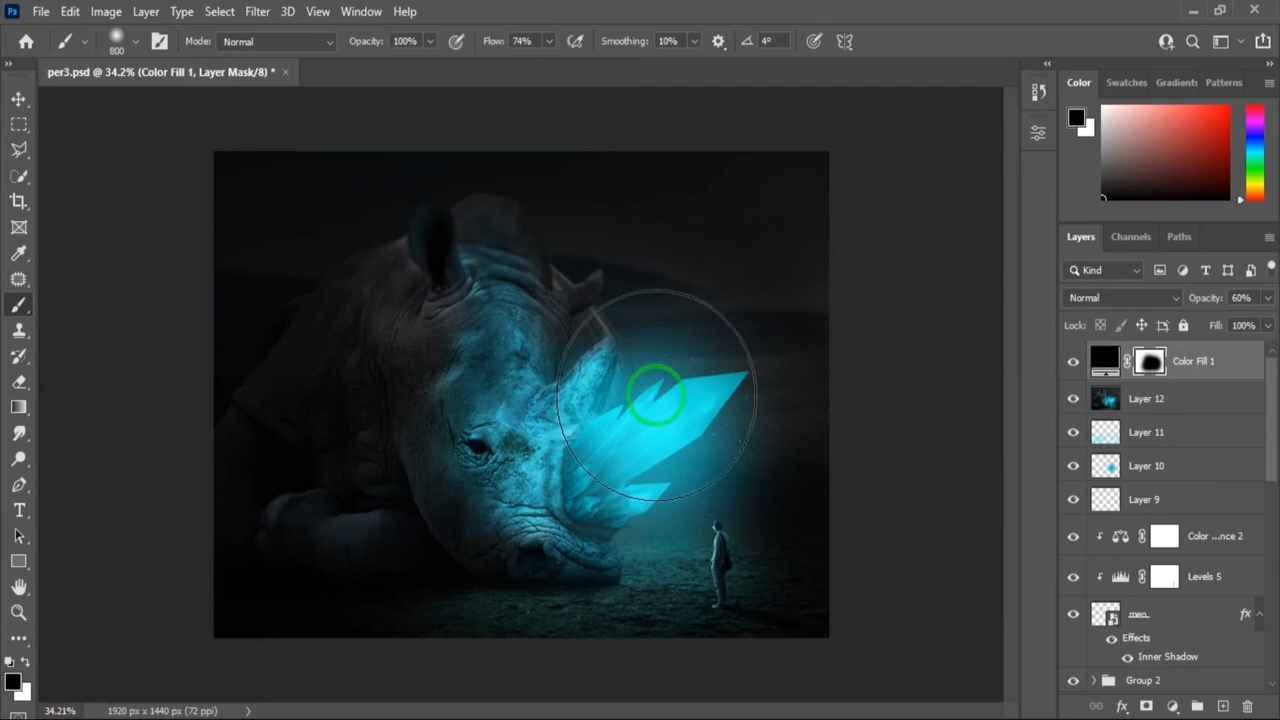 Ps File Edit Image Layer Type Select Filter 3D View Window Help
800 Mode: Normal Opacity: 100% Flow: 74% Smoothing: 10% 4°
per3.psd @ 34.2% (Color Fill 1, Layer Mask/8) * ×
Color Swatches Gradients Patterns
Layers Channels Paths
Kind
Normal Opacity: 60%
Lock: Fill: 100%
Color Fill 1
Layer 12
Layer 11
Layer 10
Layer 9
Color ...nce 2
Levels 5
men fx
Effects
Inner Shadow
Group 2
34.21% 1920 px x 1440 px (72 ppi)
fx